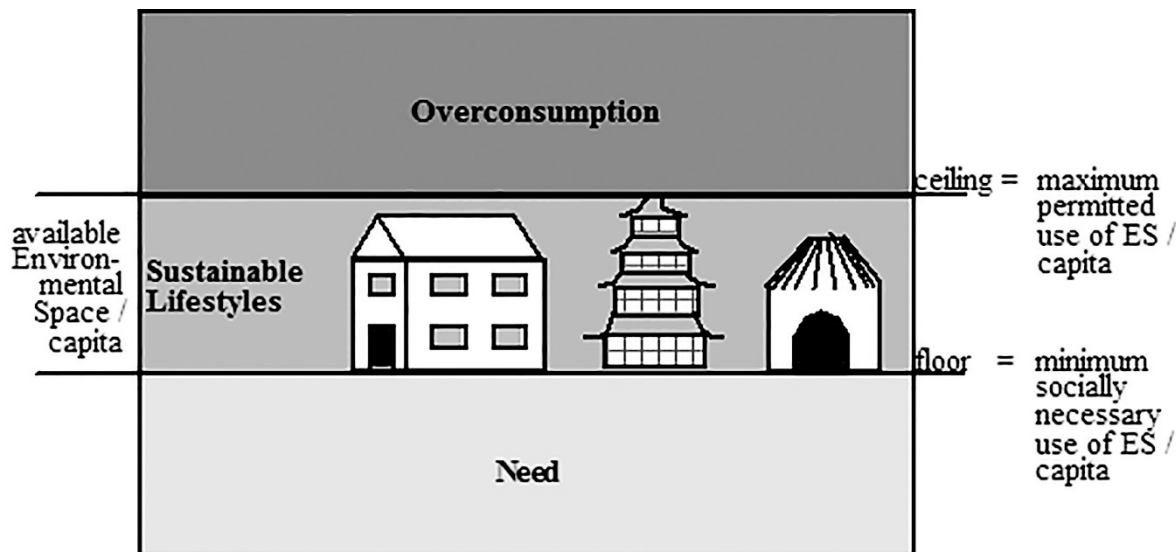 Overconsumption
ceiling = maximum
permitted
use of ES /
capita
available
Environ-
mental
Space /
capita
Sustainable
Lifestyles
floor = minimum
socially
necessary
use of ES /
capita
Need